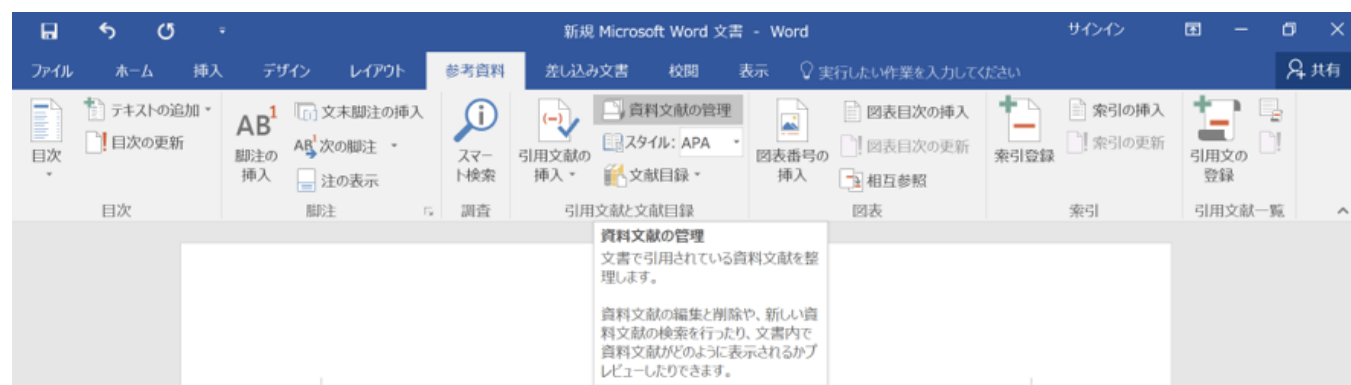 新規 Microsoft Word 文書 - Word
サインイン
ファイル ホーム 挿入 デザイン レイアウト 参考資料 差し込み文書 校閲 表示 実行したい作業を入力してください 共有
目次
テキストの追加
目次の更新
目次
AB1
脚注の
挿入
文末脚注の挿入
AB1 次の脚注
注の表示
脚注
スマー
ト検索
調査
(-)
引用文献の
挿入
資料文献の管理
スタイル: APA
文献目録
引用文献と文献目録
図表番号の
挿入
図表目次の挿入
図表目次の更新
相互参照
図表
索引登録
索引の挿入
索引の更新
索引
引用文の
登録
引用文献一覧
資料文献の管理
文書で引用されている資料文献を整
理します。
資料文献の編集と削除や、新しい資
料文献の検索を行ったり、文書内で
資料文献がどのように表示されるかプ
レビューしたりできます。